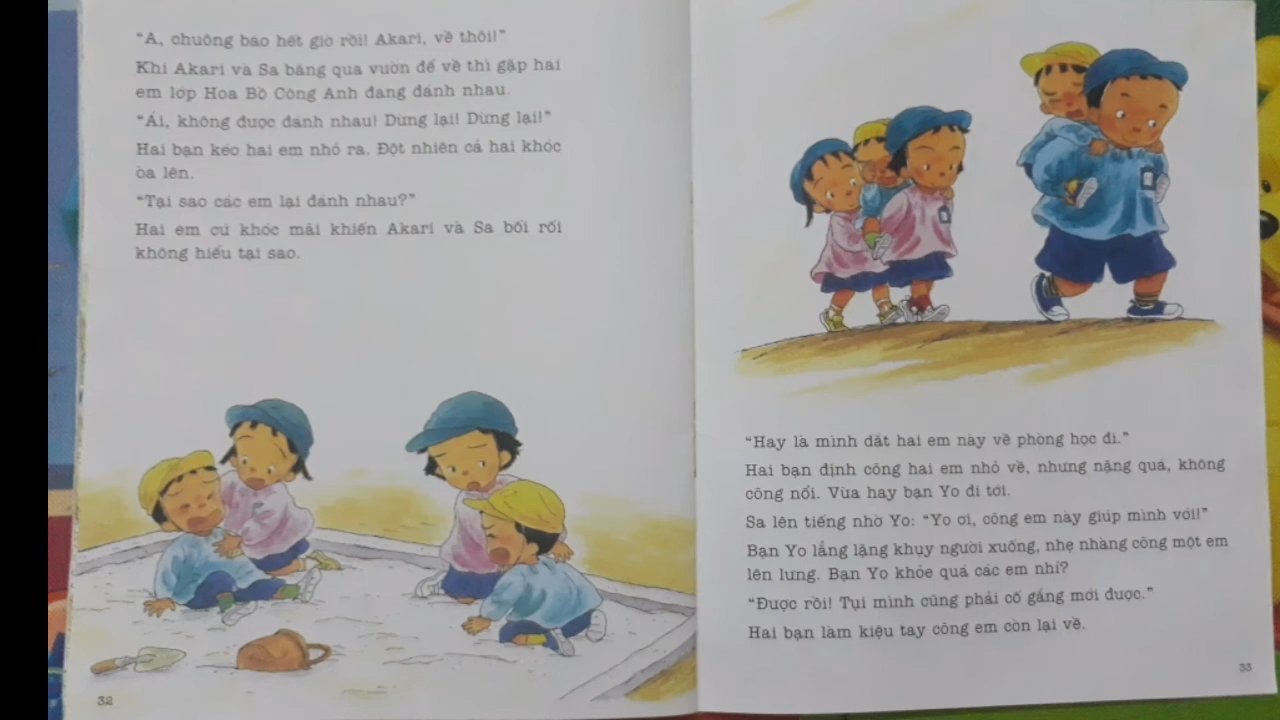 “A, chuông báo hết giờ rồi! Akari, về thôi!”
Khi Akari và Sa băng qua vườn để về thì gặp hai
em lớp Hoa Bồ Công Anh đang đánh nhau.
“Ái, không được đánh nhau! Dừng lại! Dừng lại!”
Hai bạn kéo hai em nhỏ ra. Đột nhiên cả hai khóc
òa lên.
“Tại sao các em lại đánh nhau?”
Hai em cứ khóc mãi khiến Akari và Sa bối rối
không hiểu tại sao.
32
“Hay là mình dắt hai em này về phòng học đi.”
Hai bạn định cõng hai em nhỏ về, nhưng nặng quá, không
cõng nổi. Vừa hay bạn Yo đi tới.
Sa lên tiếng nhờ Yo: “Yo ơi, cõng em này giúp mình với!”
Bạn Yo lẳng lặng khụy người xuống, nhẹ nhàng cõng một em
lên lưng. Bạn Yo khỏe quá các em nhỉ?
“Được rồi! Tụi mình cũng phải cố gắng mới được.”
Hai bạn làm kiệu tay cõng em còn lại về.
33